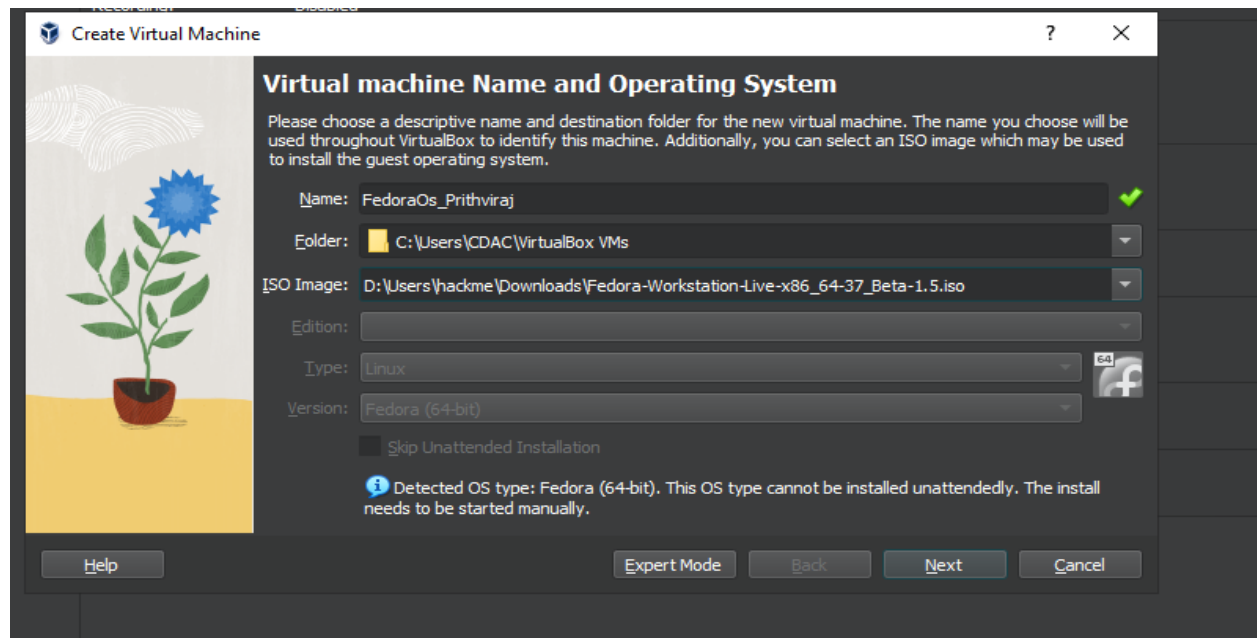 Recording:
Disabled
Create Virtual Machine
?
Virtual machine Name and Operating System
Please choose a descriptive name and destination folder for the new virtual machine. The name you choose will be
used throughout VirtualBox to identify this machine. Additionally, you can select an ISO image which may be used
to install the guest operating system.
Name: FedoraOs_Prithviraj
Folder: C:\Users\CDAC\VirtualBox VMs
ISO Image: D:\Users\hackme\Downloads\Fedora-Workstation-Live-x86_64-37_Beta-1.5.iso
Edition:
Type: Linux
64
Version: Fedora (64-bit)
Skip Unattended Installation
Detected OS type: Fedora (64-bit). This OS type cannot be installed unattendedly. The install
needs to be started manually.
Help Expert Mode Back Next Cancel